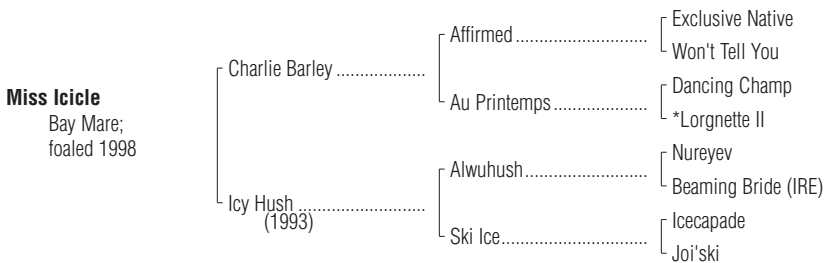 Exclusive Native
Affirmed ..................
Won't Tell You
Charlie Barley ...................
Dancing Champ
Au Printemps ...................
*Lorgnette II
Miss Icicle
Bay Mare;
foaled 1998
Nureyev
Alwuhush ..........................
Beaming Bride (IRE)
Icy Hush ..........................
(1993)
Icecapade
Ski Ice ...............................
Joi'ski